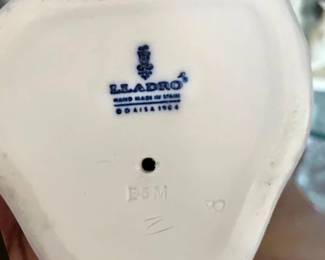 LLADRÓ
HAND MADE IN SPAIN
© DAISA 1984
E5M